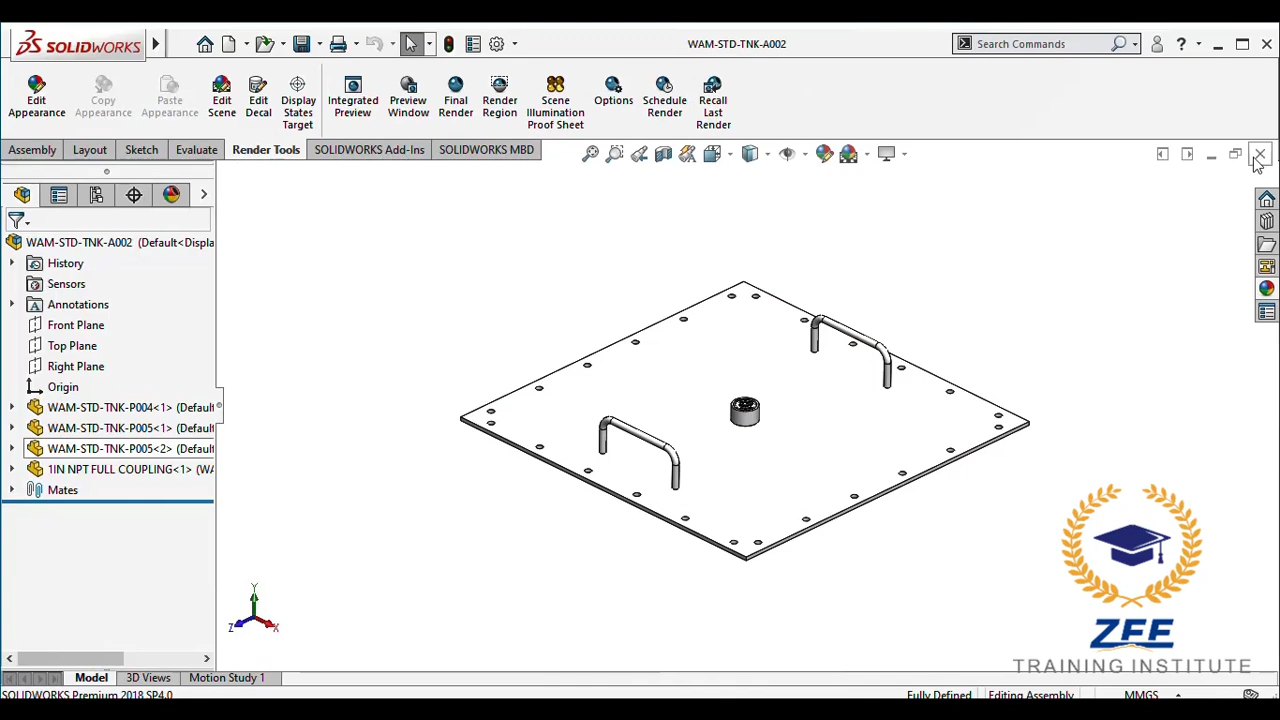 SOLIDWORKS
WAM-STD-TNK-A002
Search Commands
?
Edit Appearance
Copy Appearance
Paste Appearance
Edit Scene
Edit Decal
Display States Target
Integrated Preview
Preview Window
Final Render
Render Region
Scene Illumination Proof Sheet
Options
Schedule Render
Recall Last Render
Assembly
Layout
Sketch
Evaluate
Render Tools
SOLIDWORKS Add-Ins
SOLIDWORKS MBD
WAM-STD-TNK-A002 (Default<Displa
History
Sensors
Annotations
Front Plane
Top Plane
Right Plane
Origin
WAM-STD-TNK-P004<1> (Default
WAM-STD-TNK-P005<1> (Default
WAM-STD-TNK-P005<2> (Default
1IN NPT FULL COUPLING<1> (WA
Mates
Y
Z
X
ZFEE
TRAINING INSTITUTE
Model
3D Views
Motion Study 1
SOLIDWORKS Premium 2018 SP4.0
Fully Defined
Editing Assembly
MMGS